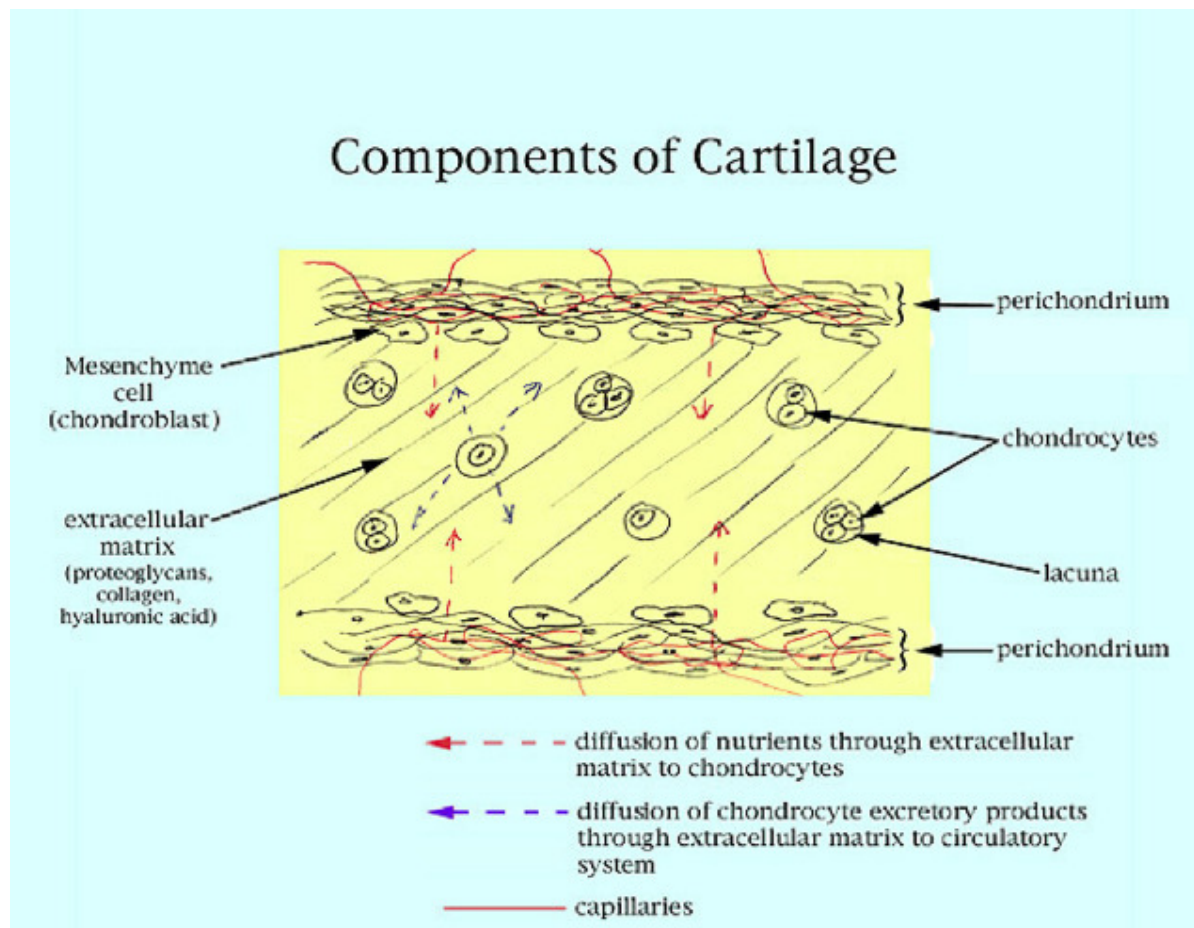 Components of Cartilage
perichondrium
Mesenchyme
cell
(chondroblast)
chondrocytes
extracellular
matrix
(proteoglycans,
collagen,
hyaluronic acid)
lacuna
perichondrium
diffusion of nutrients through extracellular
matrix to chondrocytes
diffusion of chondrocyte excretory products
through extracellular matrix to circulatory
system
capillaries